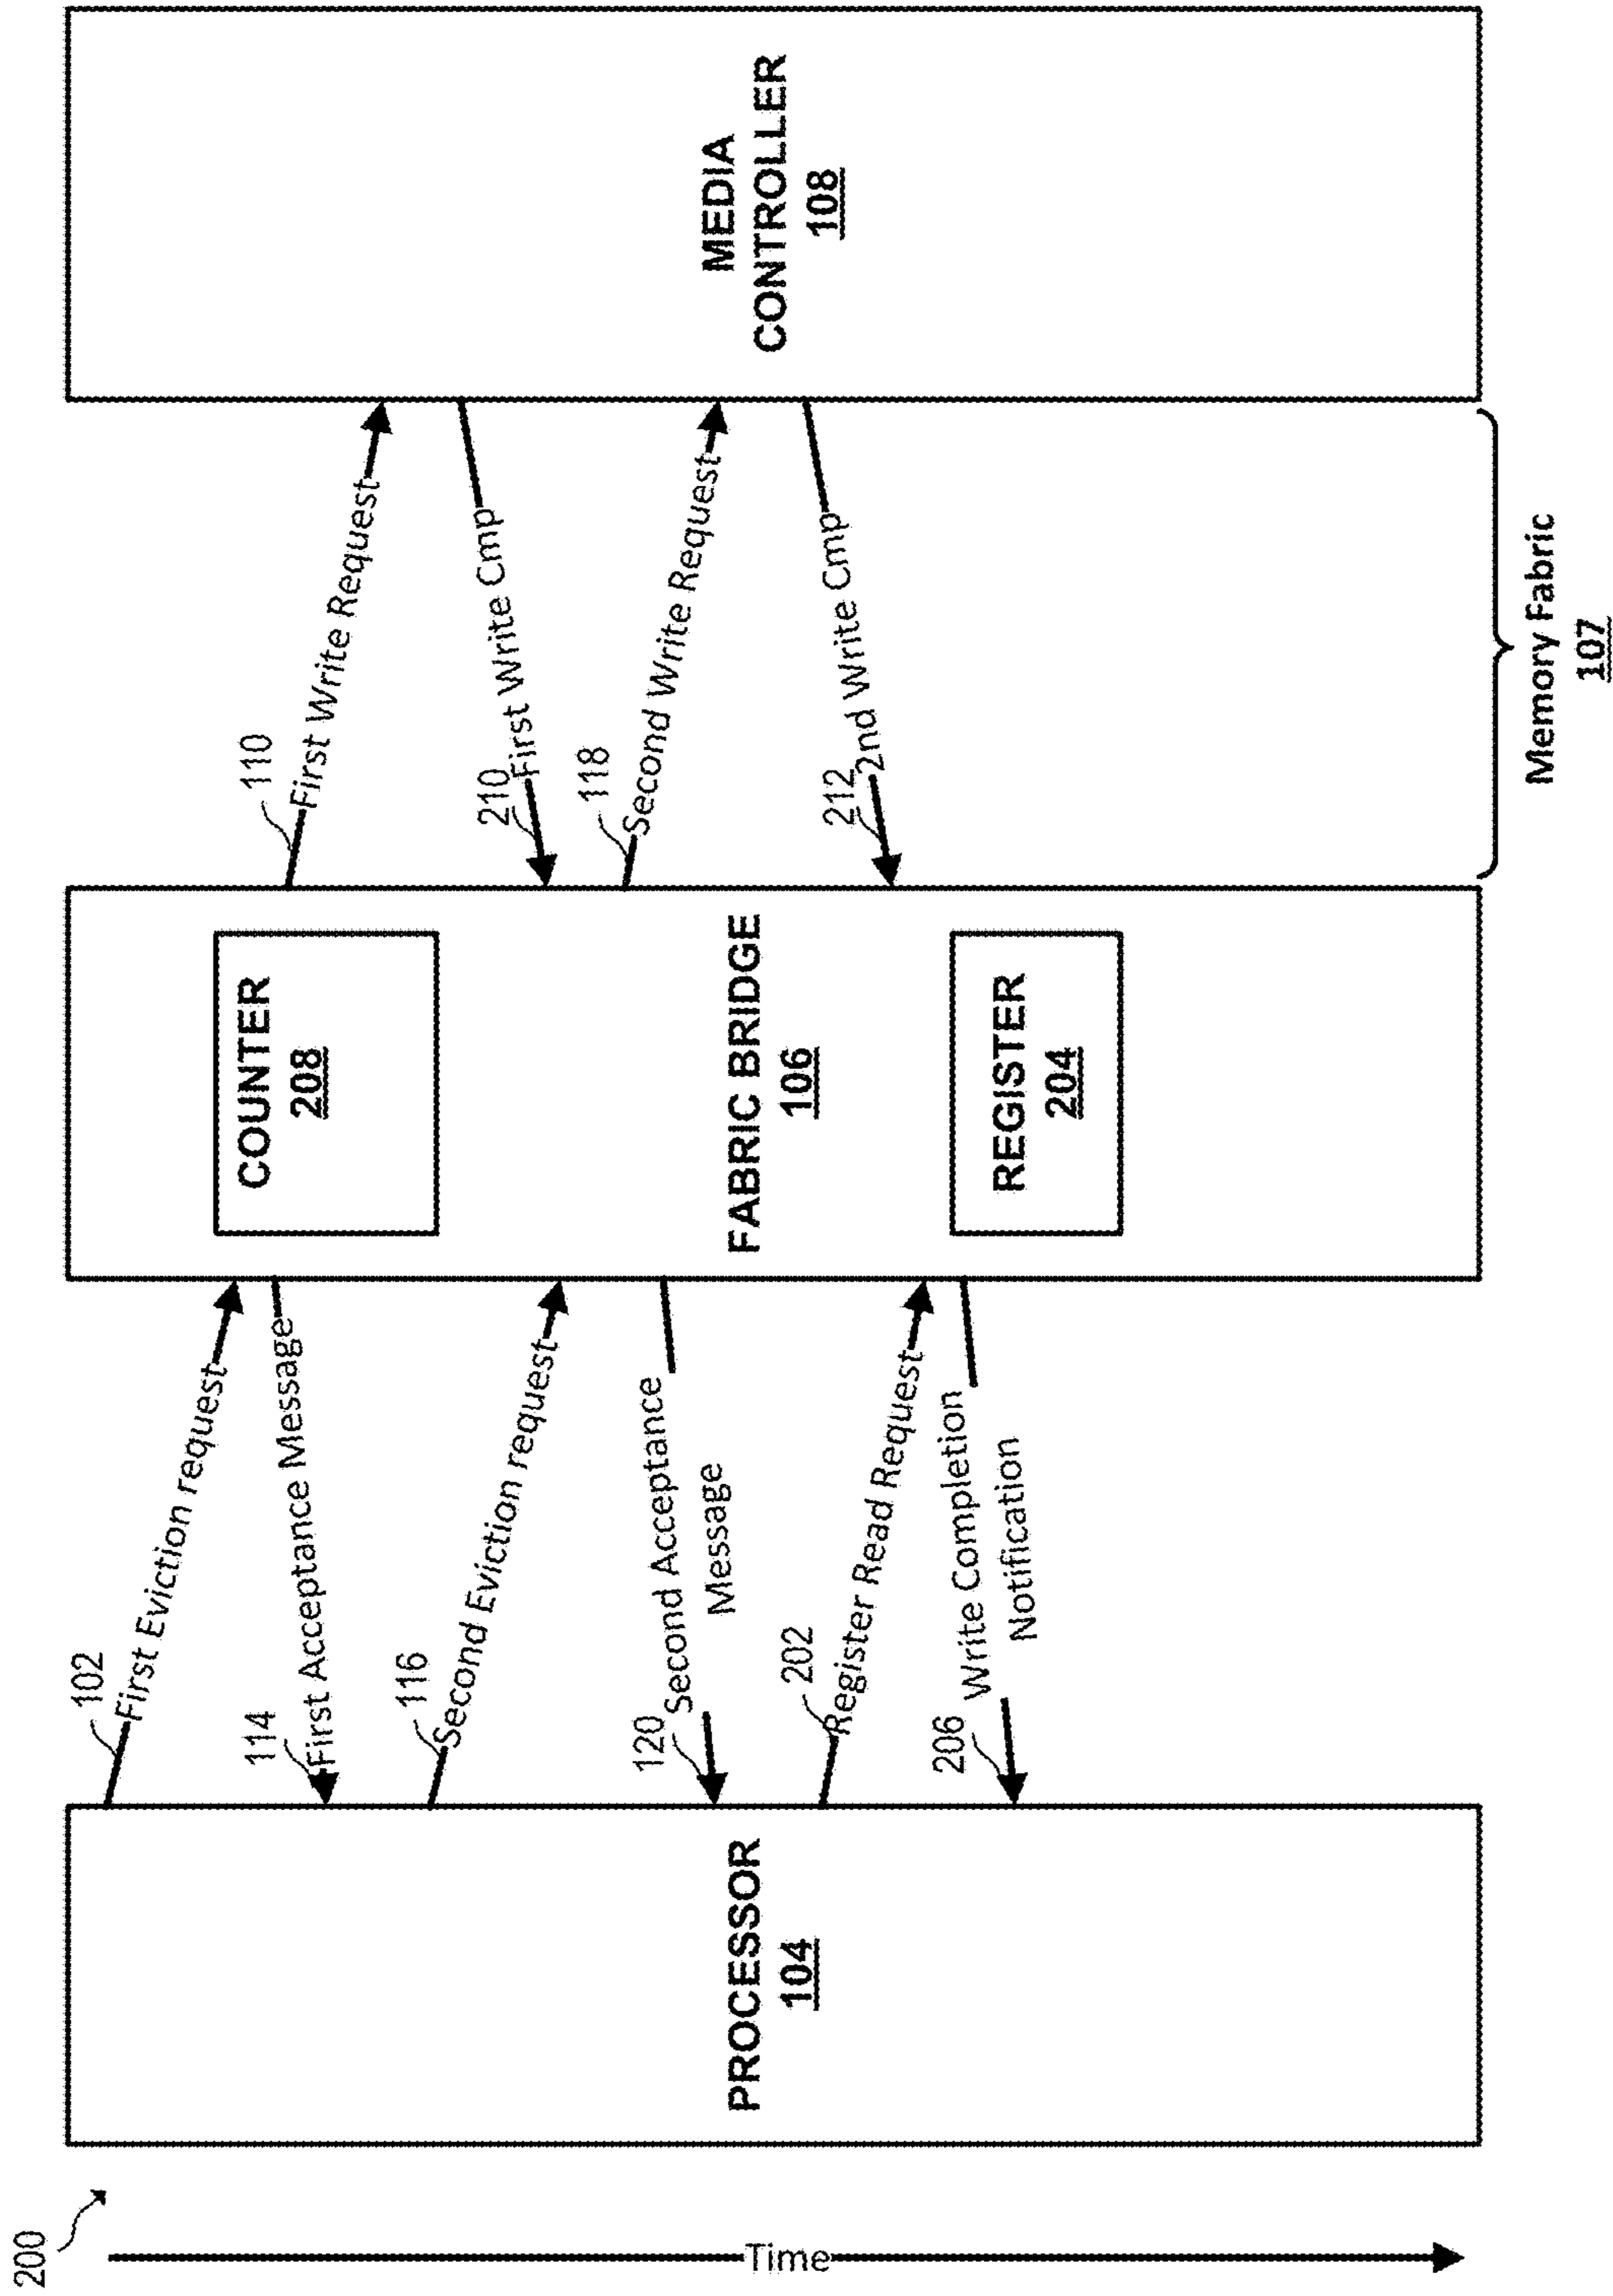 200
Time
PROCESSOR
104
102
First Eviction request
114
First Acceptance Message
116
Second Eviction request
120
Second Acceptance
Message
202
Register Read Request
206
Write Completion
Notification
COUNTER
208
FABRIC BRIDGE
106
REGISTER
204
110
First Write Request
210
First Write Cmp
118
Second Write Request
212
2nd Write Cmp
MEDIA
CONTROLLER
108
Memory Fabric
107